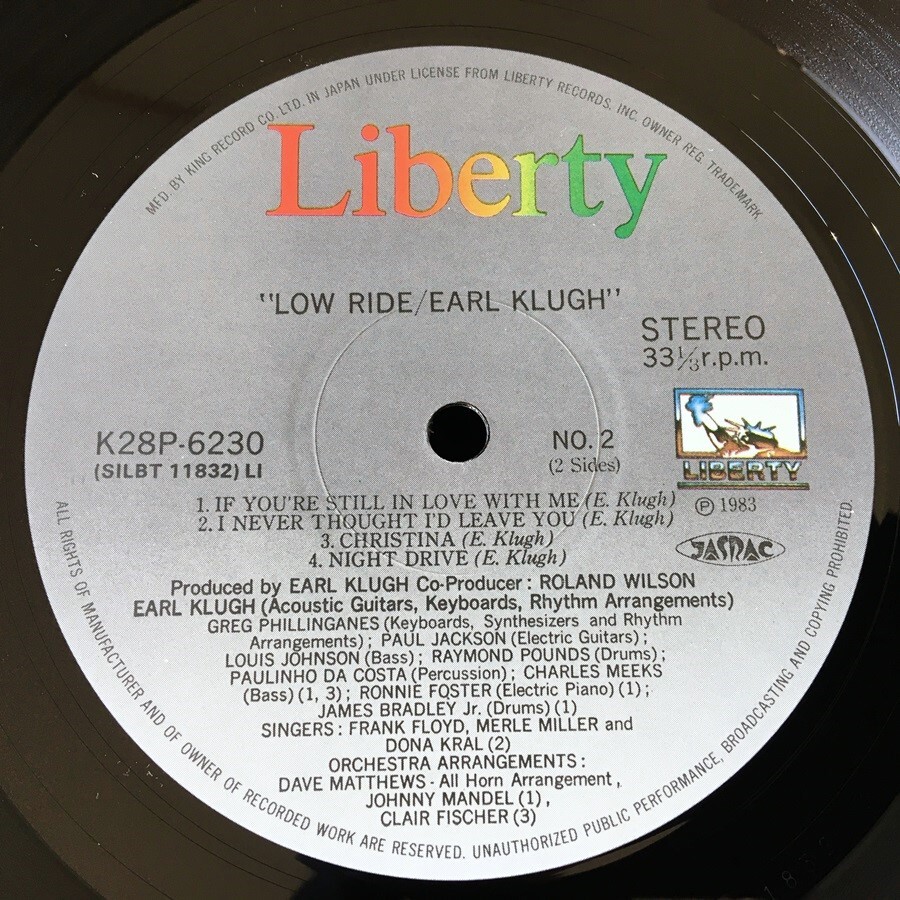 MFD. BY KING RECORD CO. LTD. IN JAPAN UNDER LICENSE FROM LIBERTY RECORDS, INC. OWNER REG. TRADEMARK.
Liberty
"LOW RIDE/EARL KLUGH"
STEREO
33⅓r.p.m.
K28P-6230
(SILBT 11832) LI
NO. 2
(2 Sides)
LIBERTY
℗ 1983
JASRAC
1. IF YOU'RE STILL IN LOVE WITH ME (E. Klugh)
2. I NEVER THOUGHT I'D LEAVE YOU (E. Klugh)
3. CHRISTINA (E. Klugh)
4. NIGHT DRIVE (E. Klugh)
Produced by EARL KLUGH Co-Producer : ROLAND WILSON
EARL KLUGH (Acoustic Guitars, Keyboards, Rhythm Arrangements)
GREG PHILLINGANES (Keyboards, Synthesizers and Rhythm
Arrangements) ; PAUL JACKSON (Electric Guitars) ;
LOUIS JOHNSON (Bass) ; RAYMOND POUNDS (Drums) ;
PAULINHO DA COSTA (Percussion) ; CHARLES MEEKS
(Bass) (1, 3) ; RONNIE FOSTER (Electric Piano) (1) ;
JAMES BRADLEY Jr. (Drums) (1)
SINGERS : FRANK FLOYD, MERLE MILLER and
DONA KRAL (2)
ORCHESTRA ARRANGEMENTS :
DAVE MATTHEWS - All Horn Arrangement ,
JOHNNY MANDEL (1) ,
CLAIR FISCHER (3)
ALL RIGHTS OF MANUFACTURER AND OF OWNER OF RECORDED WORK ARE RESERVED. UNAUTHORIZED PUBLIC PERFORMANCE, BROADCASTING AND COPYING PROHIBITED.